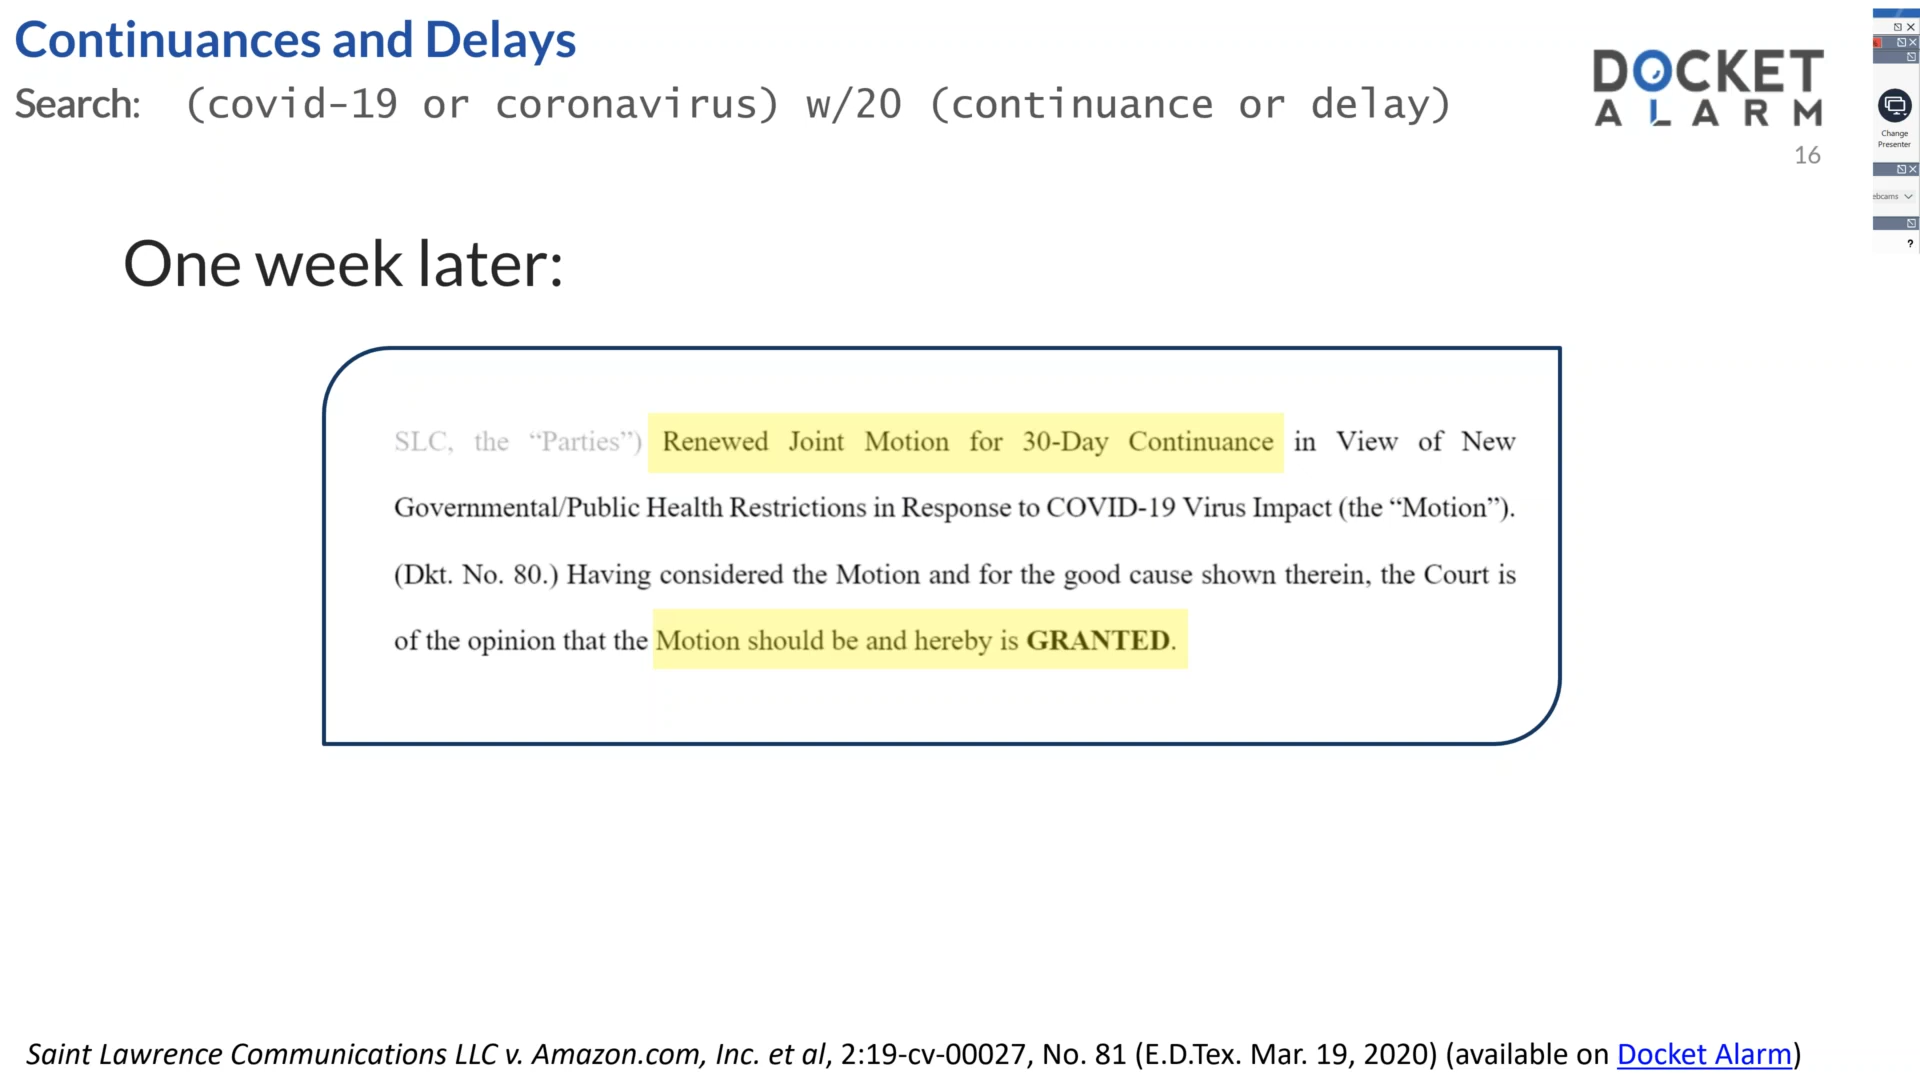 Continuances and Delays
Search: (covid-19 or coronavirus) w/20 (continuance or delay)
DOCKET
ALARM
16
Change
Presenter
ebcams
?
One week later:
SLC, the “Parties”) Renewed Joint Motion for 30-Day Continuance in View of New
Governmental/Public Health Restrictions in Response to COVID-19 Virus Impact (the “Motion”).
(Dkt. No. 80.) Having considered the Motion and for the good cause shown therein, the Court is
of the opinion that the Motion should be and hereby is GRANTED.
Saint Lawrence Communications LLC v. Amazon.com, Inc. et al, 2:19-cv-00027, No. 81 (E.D.Tex. Mar. 19, 2020) (available on Docket Alarm)